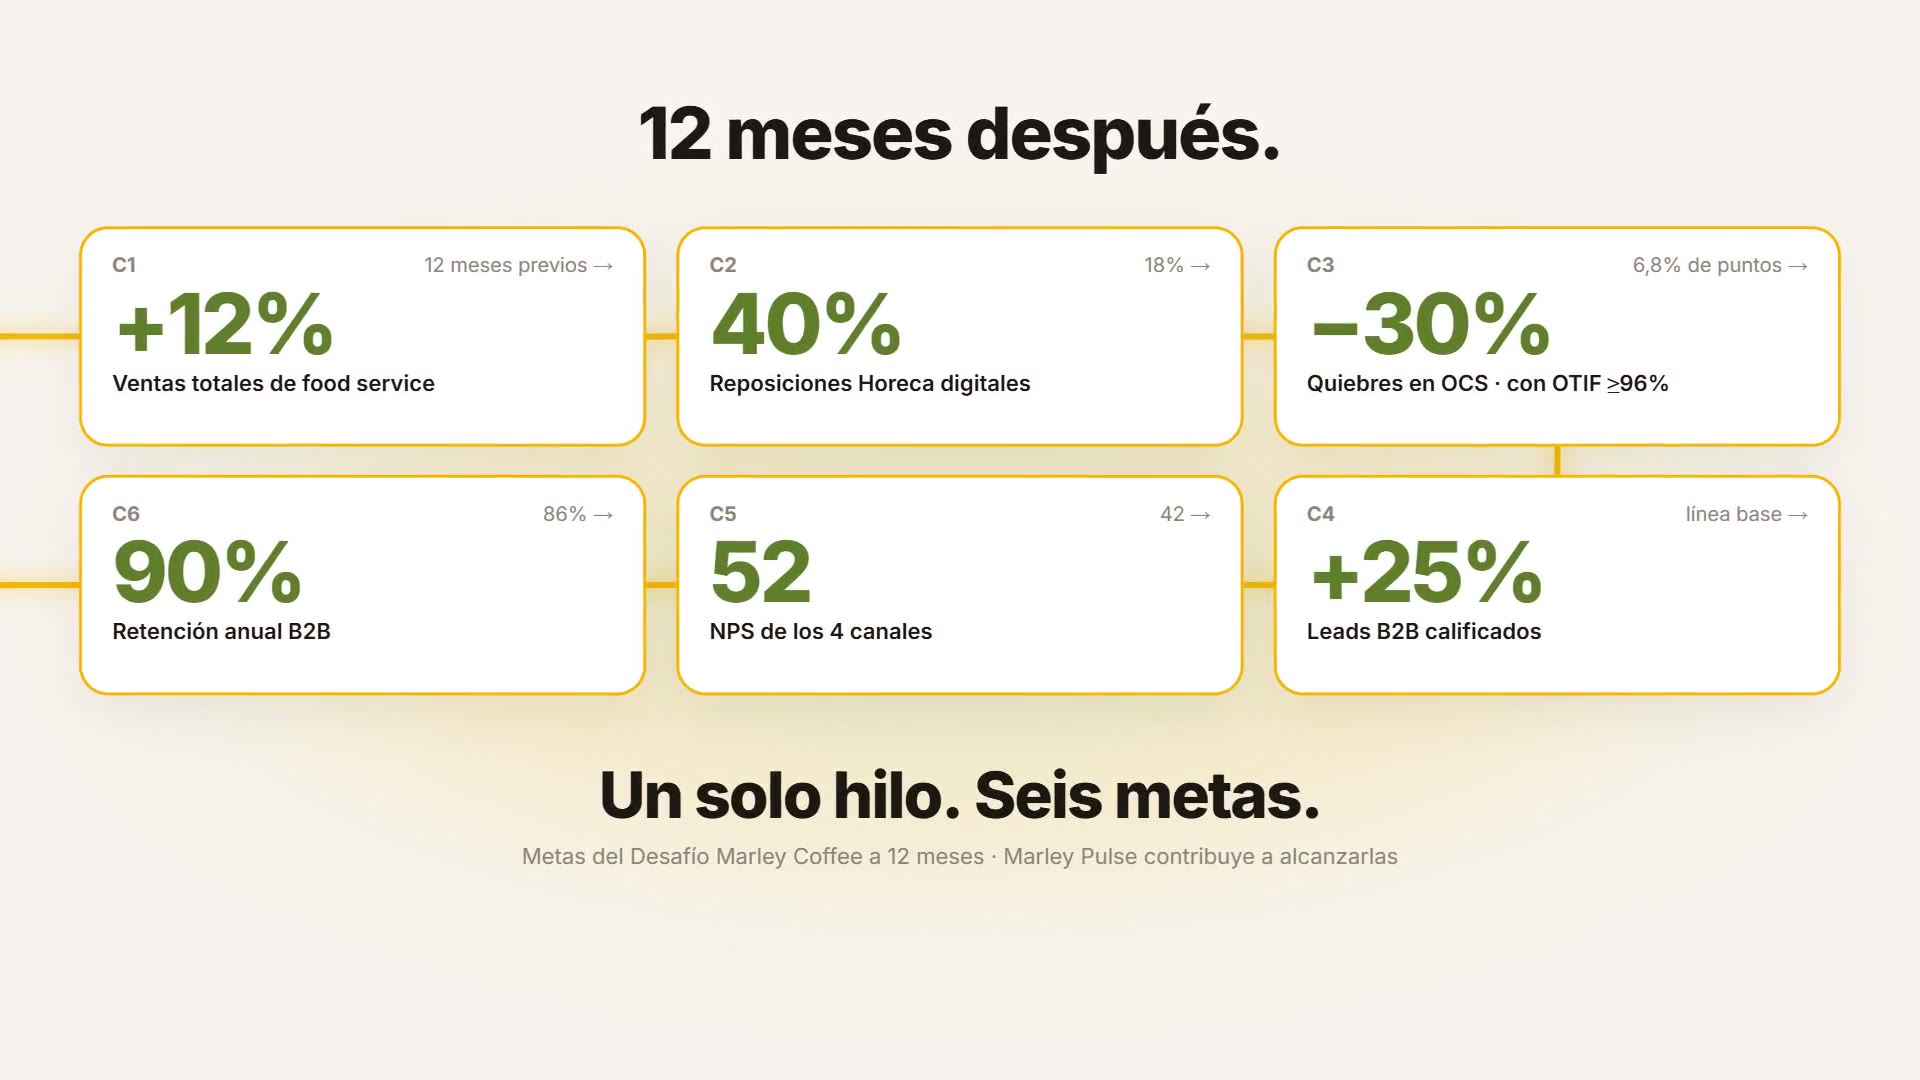 12 meses después.
C1 12 meses previos →
+12%
Ventas totales de food service
C2 18% →
40%
Reposiciones Horeca digitales
C3 6,8% de puntos →
−30%
Quiebres en OCS · con OTIF ≥96%
C6 86% →
90%
Retención anual B2B
C5 42 →
52
NPS de los 4 canales
C4 línea base →
+25%
Leads B2B calificados
Un solo hilo. Seis metas.
Metas del Desafío Marley Coffee a 12 meses · Marley Pulse contribuye a alcanzarlas